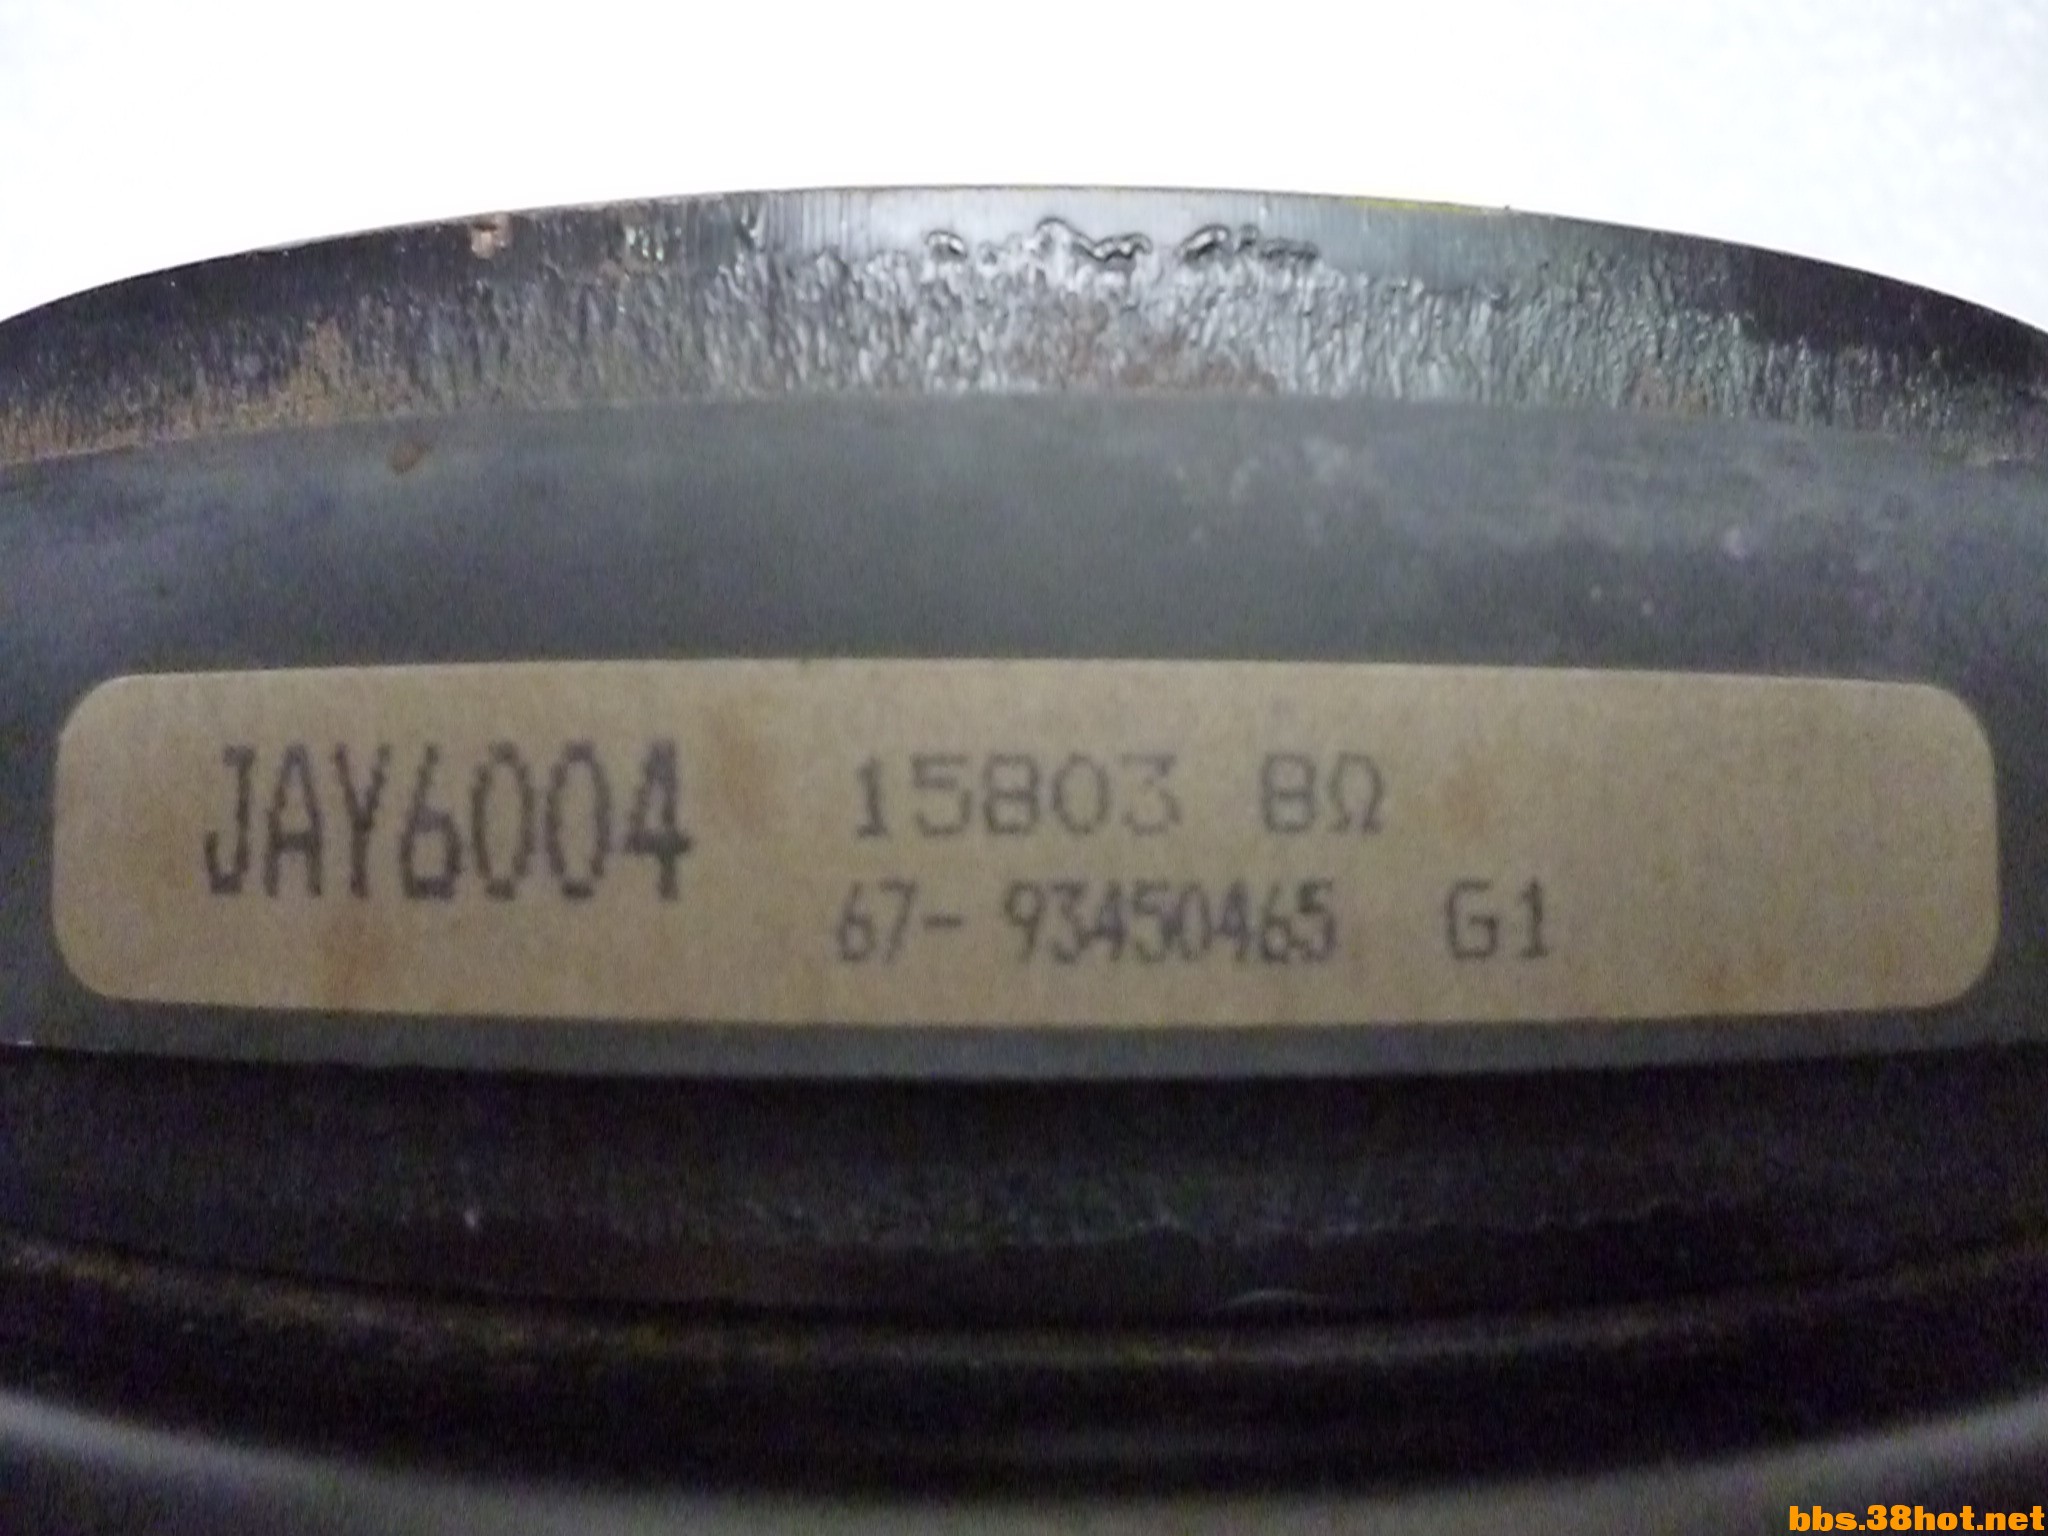 JAY6004 15803 8Ω
67-93450465 G1
bbs.38hot.net